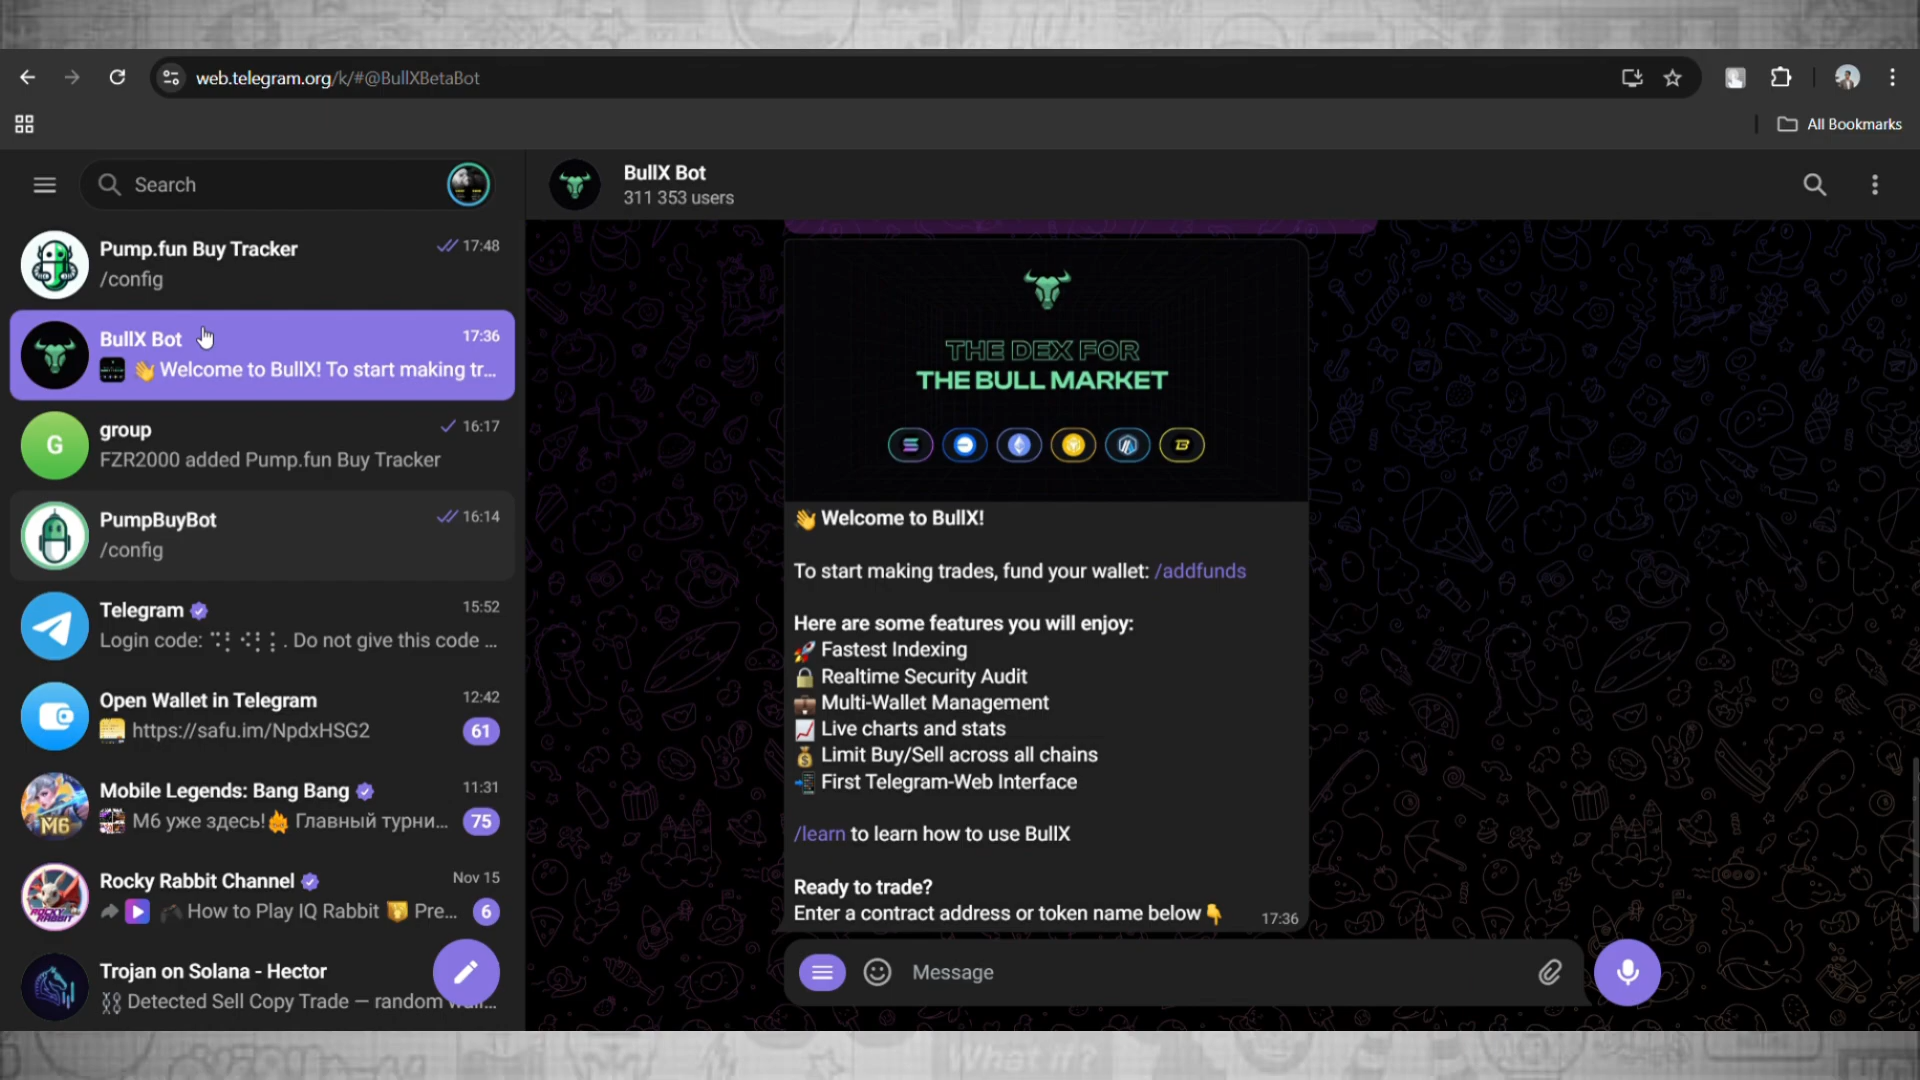 web.telegram.org/k/#@BullXBetaBot
All Bookmarks
Search
Pump.fun Buy Tracker
17:48
/config
BullX Bot
17:36
👋 Welcome to BullX! To start making tr...
G
group
16:17
FZR2000 added Pump.fun Buy Tracker
PumpBuyBot
16:14
/config
Telegram
15:52
Login code: . Do not give this code ...
Open Wallet in Telegram
12:42
https://safu.im/NpdxHSG2
61
Mobile Legends: Bang Bang
11:31
M6
М6 уже здесь!🔥 Главный турни...
75
Rocky Rabbit Channel
Nov 15
ROCKY RABBIT
🎮 How to Play IQ Rabbit Pre...
6
Trojan on Solana - Hector
⛓ Detected Sell Copy Trade — random
BullX Bot
311 353 users
THE DEX FOR
THE BULL MARKET
👋 Welcome to BullX!
To start making trades, fund your wallet: /addfunds
Here are some features you will enjoy:
🚀 Fastest Indexing
🔒 Realtime Security Audit
💼 Multi-Wallet Management
📈 Live charts and stats
💰 Limit Buy/Sell across all chains
📲 First Telegram-Web Interface
/learn to learn how to use BullX
Ready to trade?
Enter a contract address or token name below👇
17:36
Message
What if?